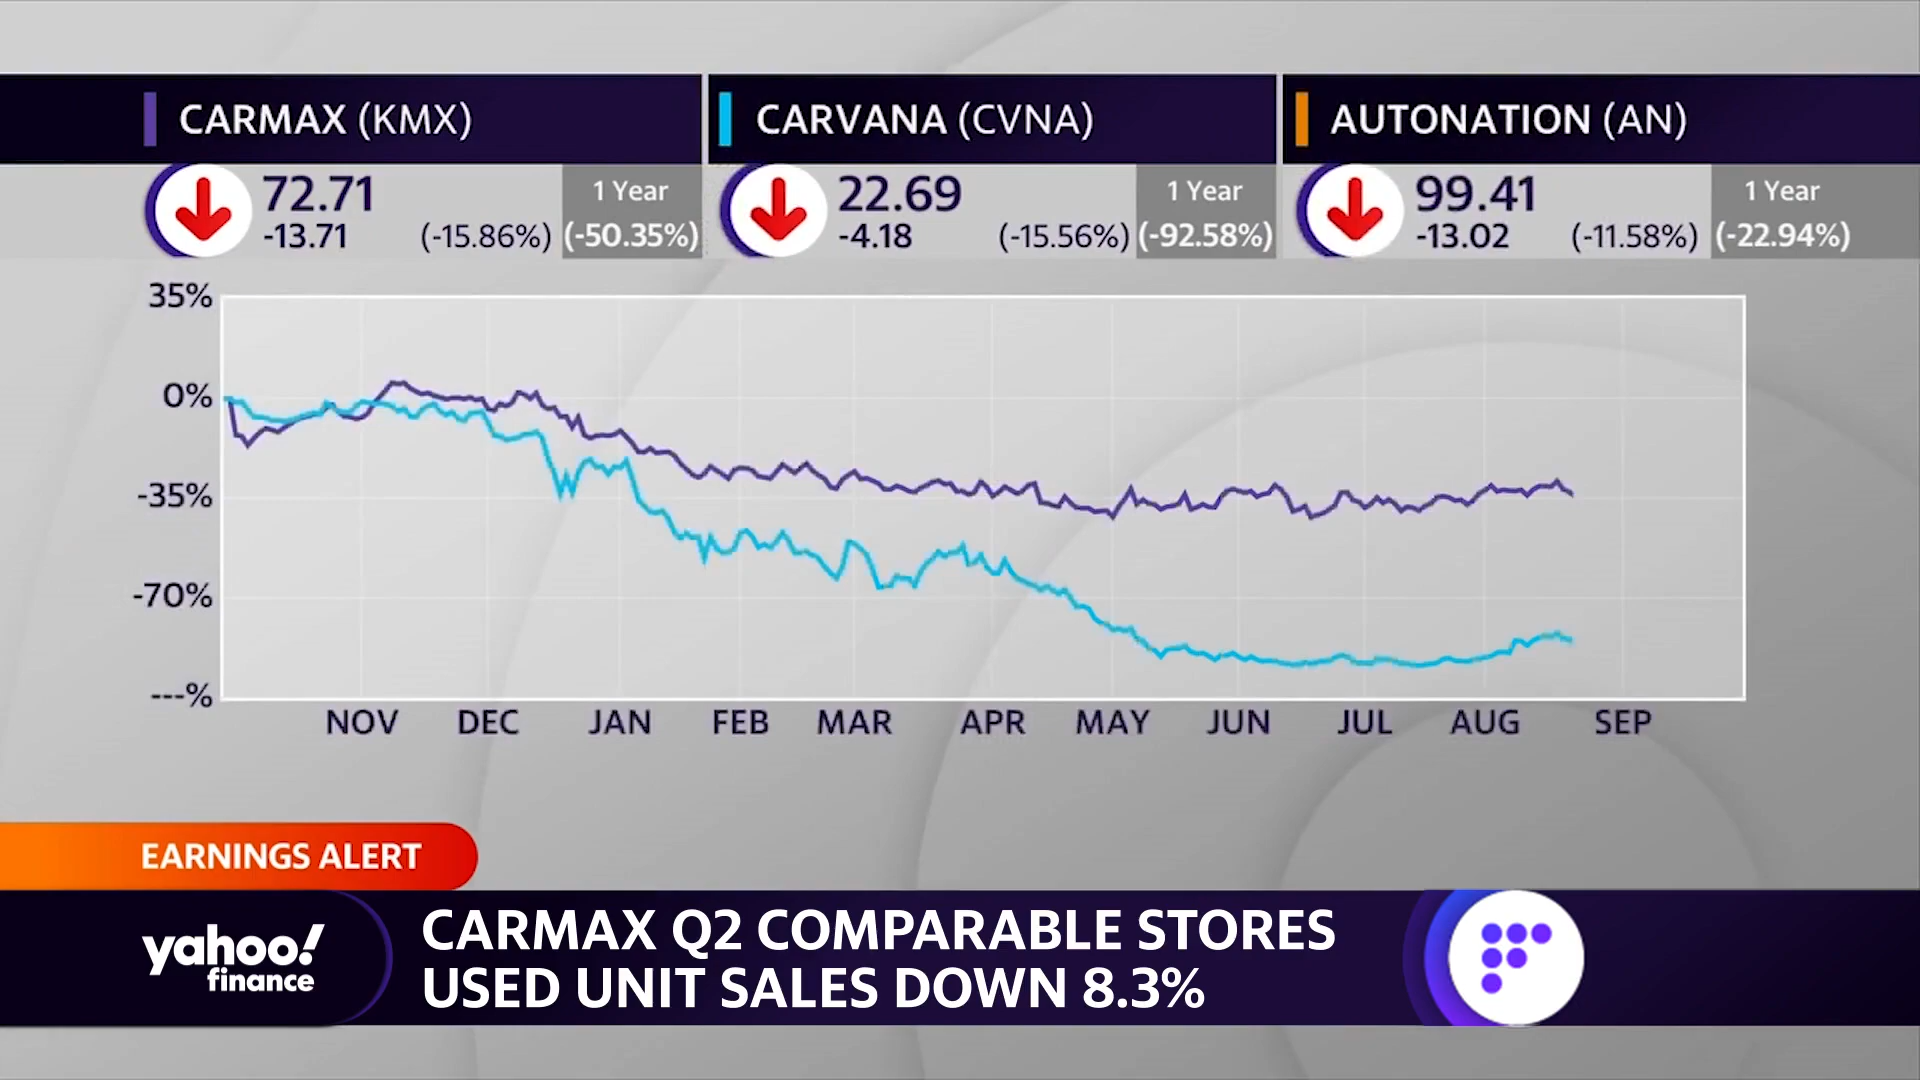 CARMAX (KMX)
72.71
-13.71 (-15.86%)
1 Year
(-50.35%)
CARVANA (CVNA)
22.69
-4.18 (-15.56%)
1 Year
(-92.58%)
AUTONATION (AN)
99.41
-13.02 (-11.58%)
1 Year
(-22.94%)
35%
0%
-35%
-70%
---%
NOV DEC JAN FEB MAR APR MAY JUN JUL AUG SEP
EARNINGS ALERT
yahoo!
finance
CARMAX Q2 COMPARABLE STORES
USED UNIT SALES DOWN 8.3%